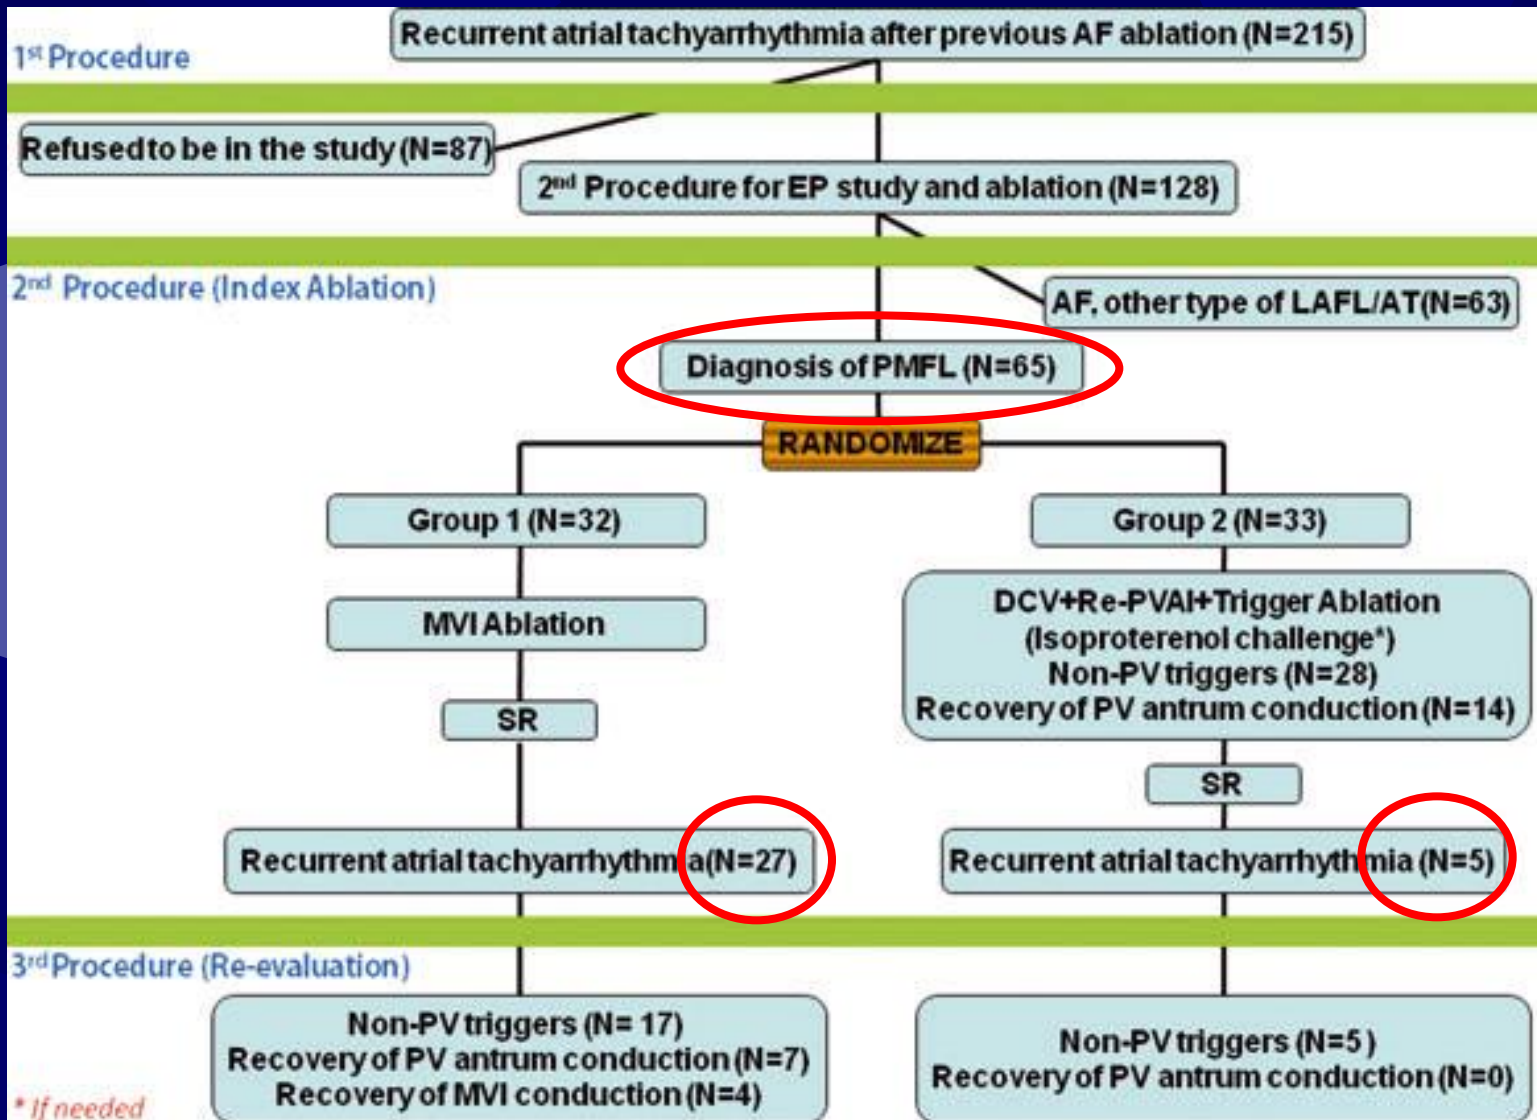 Recurrent atrial tachyarrhythmia after previous AF ablation (N=215)
1st Procedure
Refused to be in the study (N=87)
2nd Procedure for EP study and ablation (N=128)
2nd Procedure (Index Ablation)
AF, other type of LAFL/AT(N=63)
Diagnosis of PMFL (N=65)
RANDOMIZE
Group 1 (N=32)
Group 2 (N=33)
MVI Ablation
DCV+Re-PVAI+Trigger Ablation
(Isoproterenol challenge*)
Non-PV triggers (N=28)
Recovery of PV antrum conduction (N=14)
SR
SR
Recurrent atrial tachyarrhythmia(N=27)
Recurrent atrial tachyarrhythmia (N=5)
3rd Procedure (Re-evaluation)
Non-PV triggers (N= 17)
Recovery of PV antrum conduction (N=7)
Recovery of MVI conduction (N=4)
Non-PV triggers (N=5)
Recovery of PV antrum conduction (N=0)
* If needed